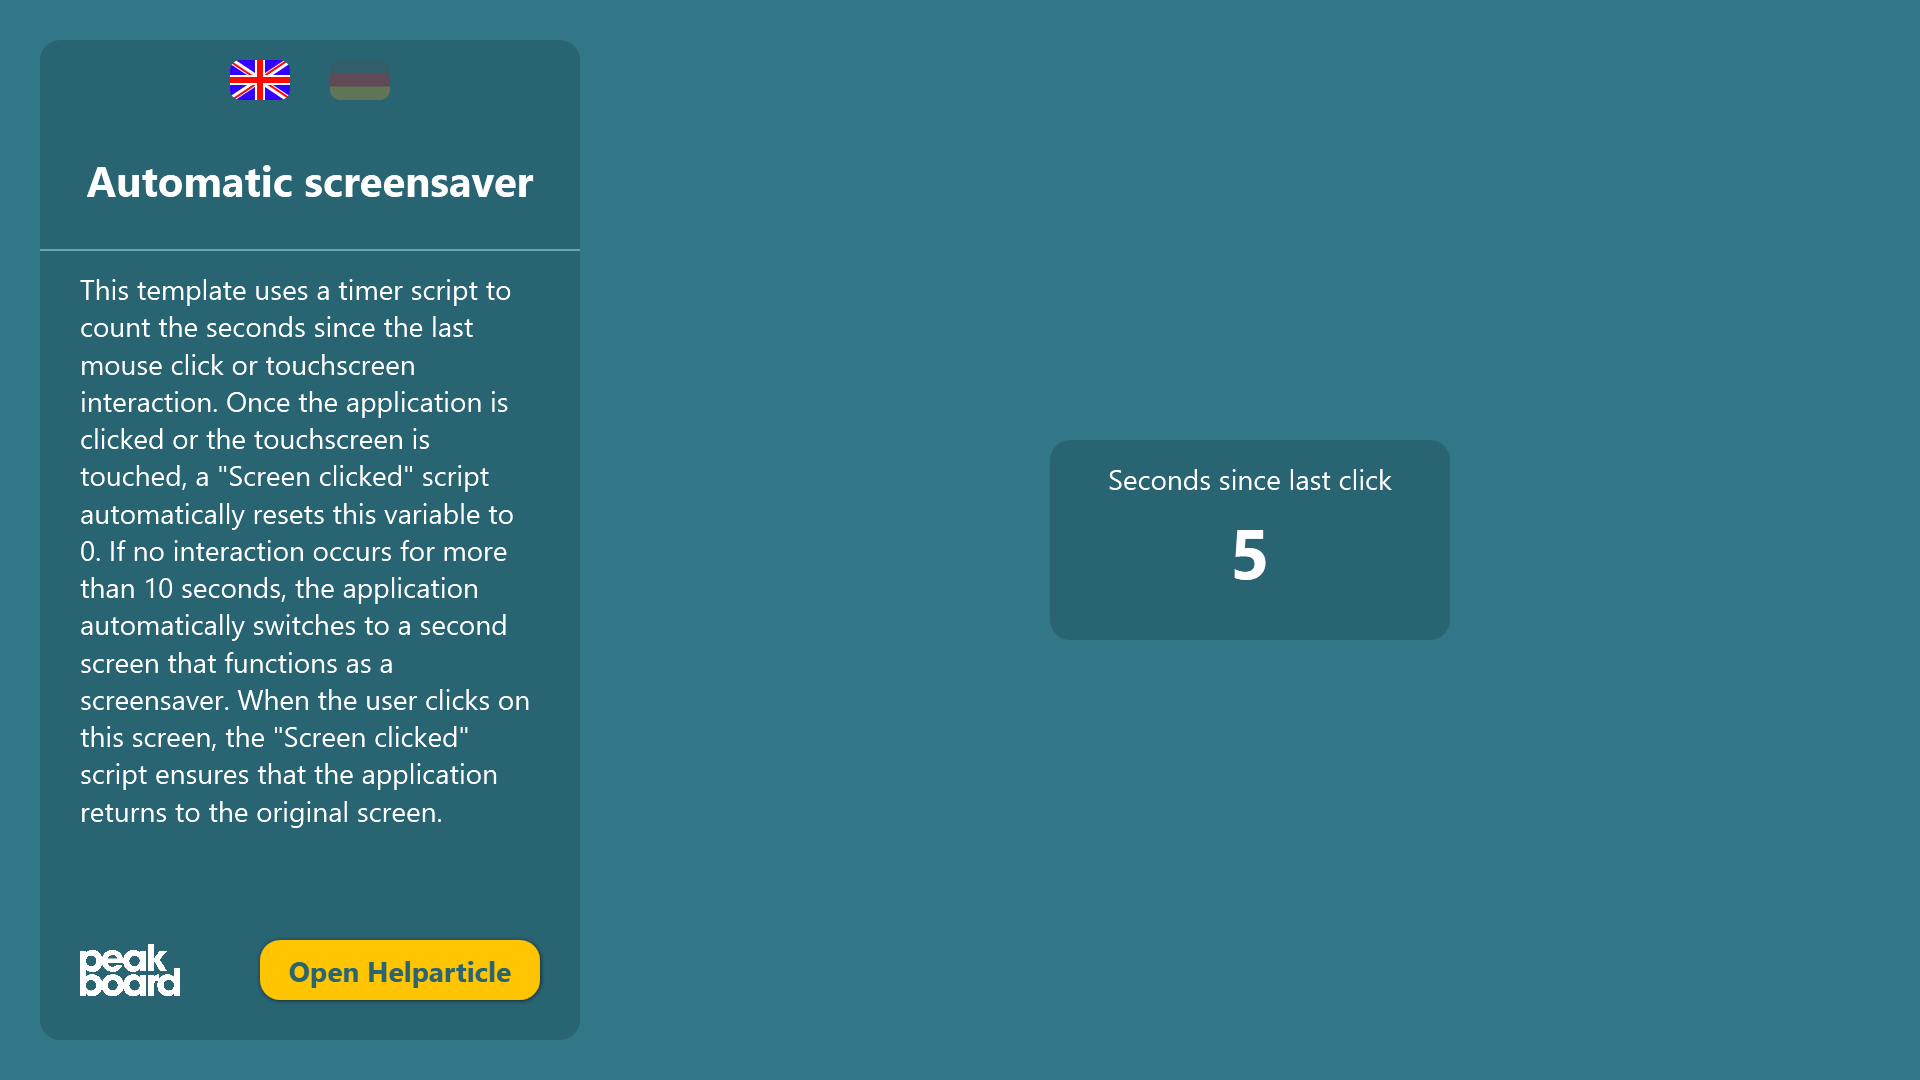 Automatic screensaver
This template uses a timer script to
count the seconds since the last
mouse click or touchscreen
interaction. Once the application is
clicked or the touchscreen is
touched, a "Screen clicked" script
automatically resets this variable to
0. If no interaction occurs for more
than 10 seconds, the application
automatically switches to a second
screen that functions as a
screensaver. When the user clicks on
this screen, the "Screen clicked"
script ensures that the application
returns to the original screen.
peak
board
Open Helparticle
Seconds since last click
5